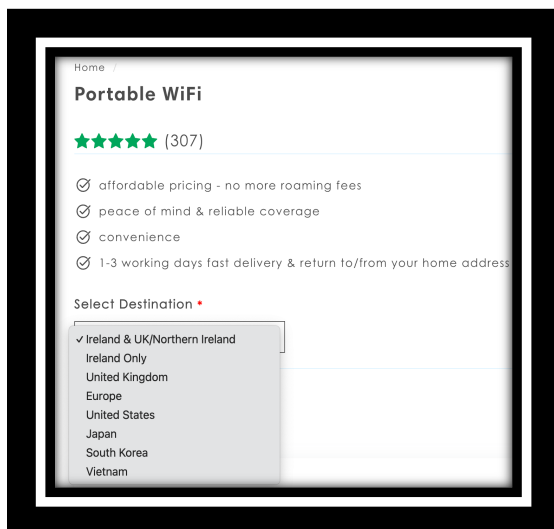 Home /
Portable WiFi
(307)
affordable pricing - no more roaming fees
peace of mind & reliable coverage
convenience
1-3 working days fast delivery & return to/from your home address
Select Destination *
✓ Ireland & UK/Northern Ireland
Ireland Only
United Kingdom
Europe
United States
Japan
South Korea
Vietnam